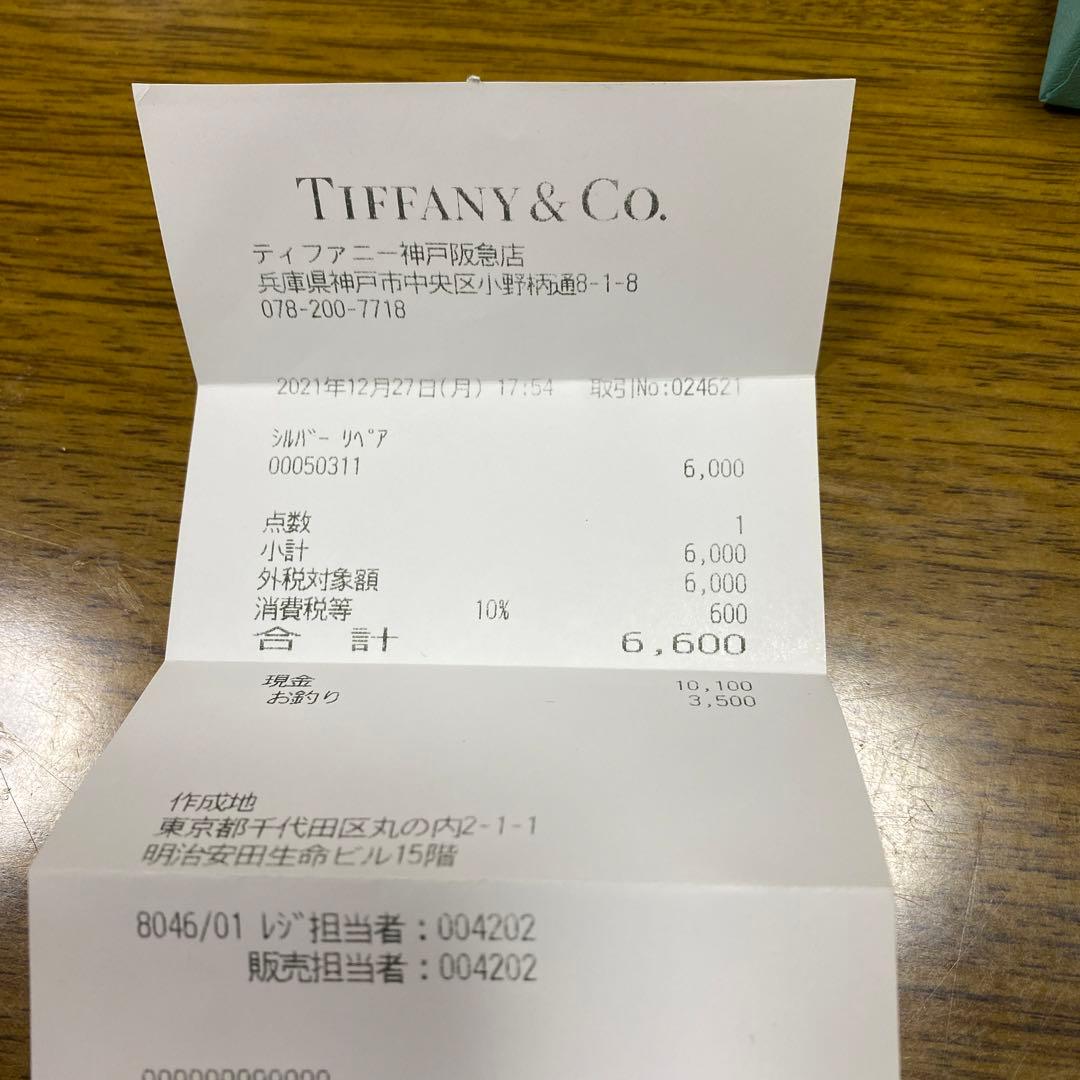 TIFFANY & CO.
ティファニー神戸阪急店
兵庫県神戸市中央区小野柄通8-1-8
078-200-7718
2021年12月27日(月) 17:54 取引No:024621
ｼﾙﾊﾞｰ ﾘﾍﾟｱ
00050311 6,000
点数 1
小計 6,000
外税対象額 6,000
消費税等 10% 600
合 計 6,600
現金 10,100
お釣り 3,500
作成地
東京都千代田区丸の内2-1-1
明治安田生命ビル15階
8046/01 ﾚｼﾞ担当者：004202
販売担当者：004202